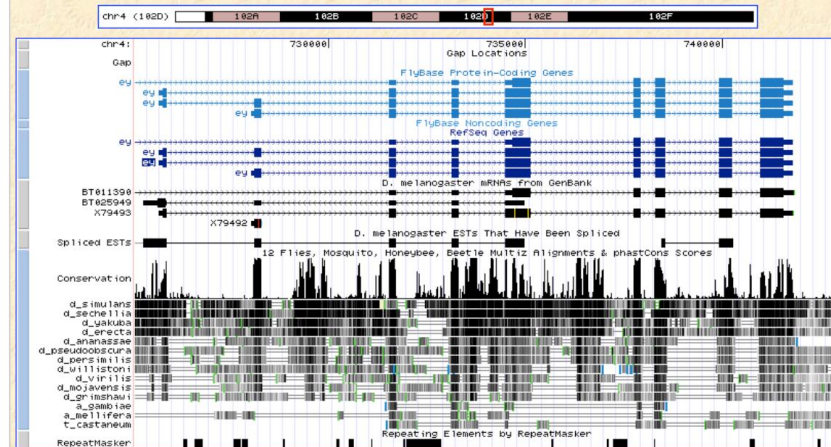 chr4 (102D) 102A 102B 102C 102D 102E 102F
chr4: 730000 735000 740000
Gap Locations
Gap
FlyBase Protein-Coding Genes
ey
ey
ey
ey
FlyBase Noncoding Genes
RefSeq Genes
ey
ey
ey
ey
D. melanogaster mRNAs from GenBank
BT011390
BT025949
X79493
X79492
D. melanogaster ESTs That Have Been Spliced
Spliced ESTs
12 Flies, Mosquito, Honeybee, Beetle Multiz Alignments & phastCons Scores
Conservation
d_simulans
d_sechellia
d_yakuba
d_erecta
d_ananassae
d_pseudoobscura
d_persimilis
d_willistoni
d_virilis
d_mojavensis
d_grimshawi
a_gambiae
a_mellifera
t_castaneum
Repeating Elements by RepeatMasker
RepeatMasker